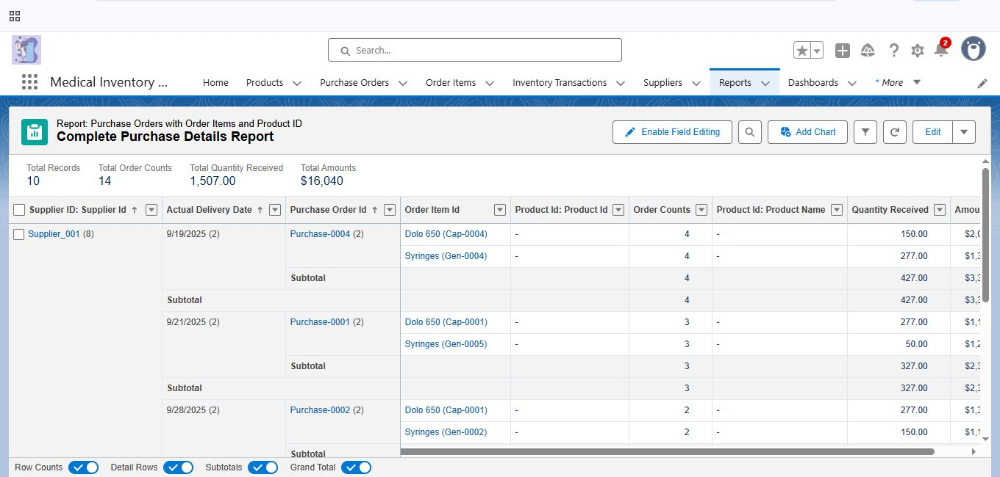 Search...
2
Medical Inventory ...
Home Products Purchase Orders Order Items Inventory Transactions Suppliers Reports Dashboards * More
Report: Purchase Orders with Order Items and Product ID
Complete Purchase Details Report
Enable Field Editing Add Chart Edit
Total Records Total Order Counts Total Quantity Received Total Amounts
10 14 1,507.00 $16,040
Supplier ID: Supplier Id ↑ Actual Delivery Date ↑ Purchase Order Id ↑ Order Item Id Product Id: Product Id Order Counts Product Id: Product Name Quantity Received Amou
Supplier_001 (8) 9/19/2025 (2) Purchase-0004 (2) Dolo 650 (Cap-0004) - 4 - 150.00 $2,0
Syringes (Gen-0004) - 4 - 277.00 $1,3
Subtotal 4 427.00 $3,3
Subtotal 4 427.00 $3,3
9/21/2025 (2) Purchase-0001 (2) Dolo 650 (Cap-0001) - 3 - 277.00 $1,1
Syringes (Gen-0005) - 3 - 50.00 $1,2
Subtotal 3 327.00 $2,3
Subtotal 3 327.00 $2,3
9/28/2025 (2) Purchase-0002 (2) Dolo 650 (Cap-0001) - 2 - 277.00 $1,3
Syringes (Gen-0002) - 2 - 150.00 $1,1
Subtotal
Row Counts Detail Rows Subtotals Grand Total